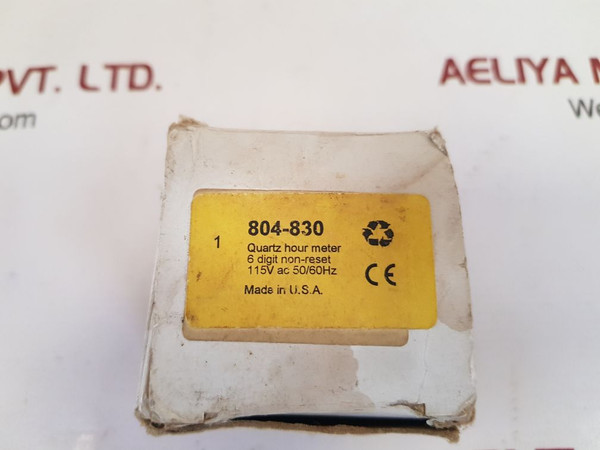 PVT. LTD.
com
AELIYA M
We
804-830
1
Quartz hour meter
6 digit non-reset
115V ac 50/60Hz
Made in U.S.A.
CE